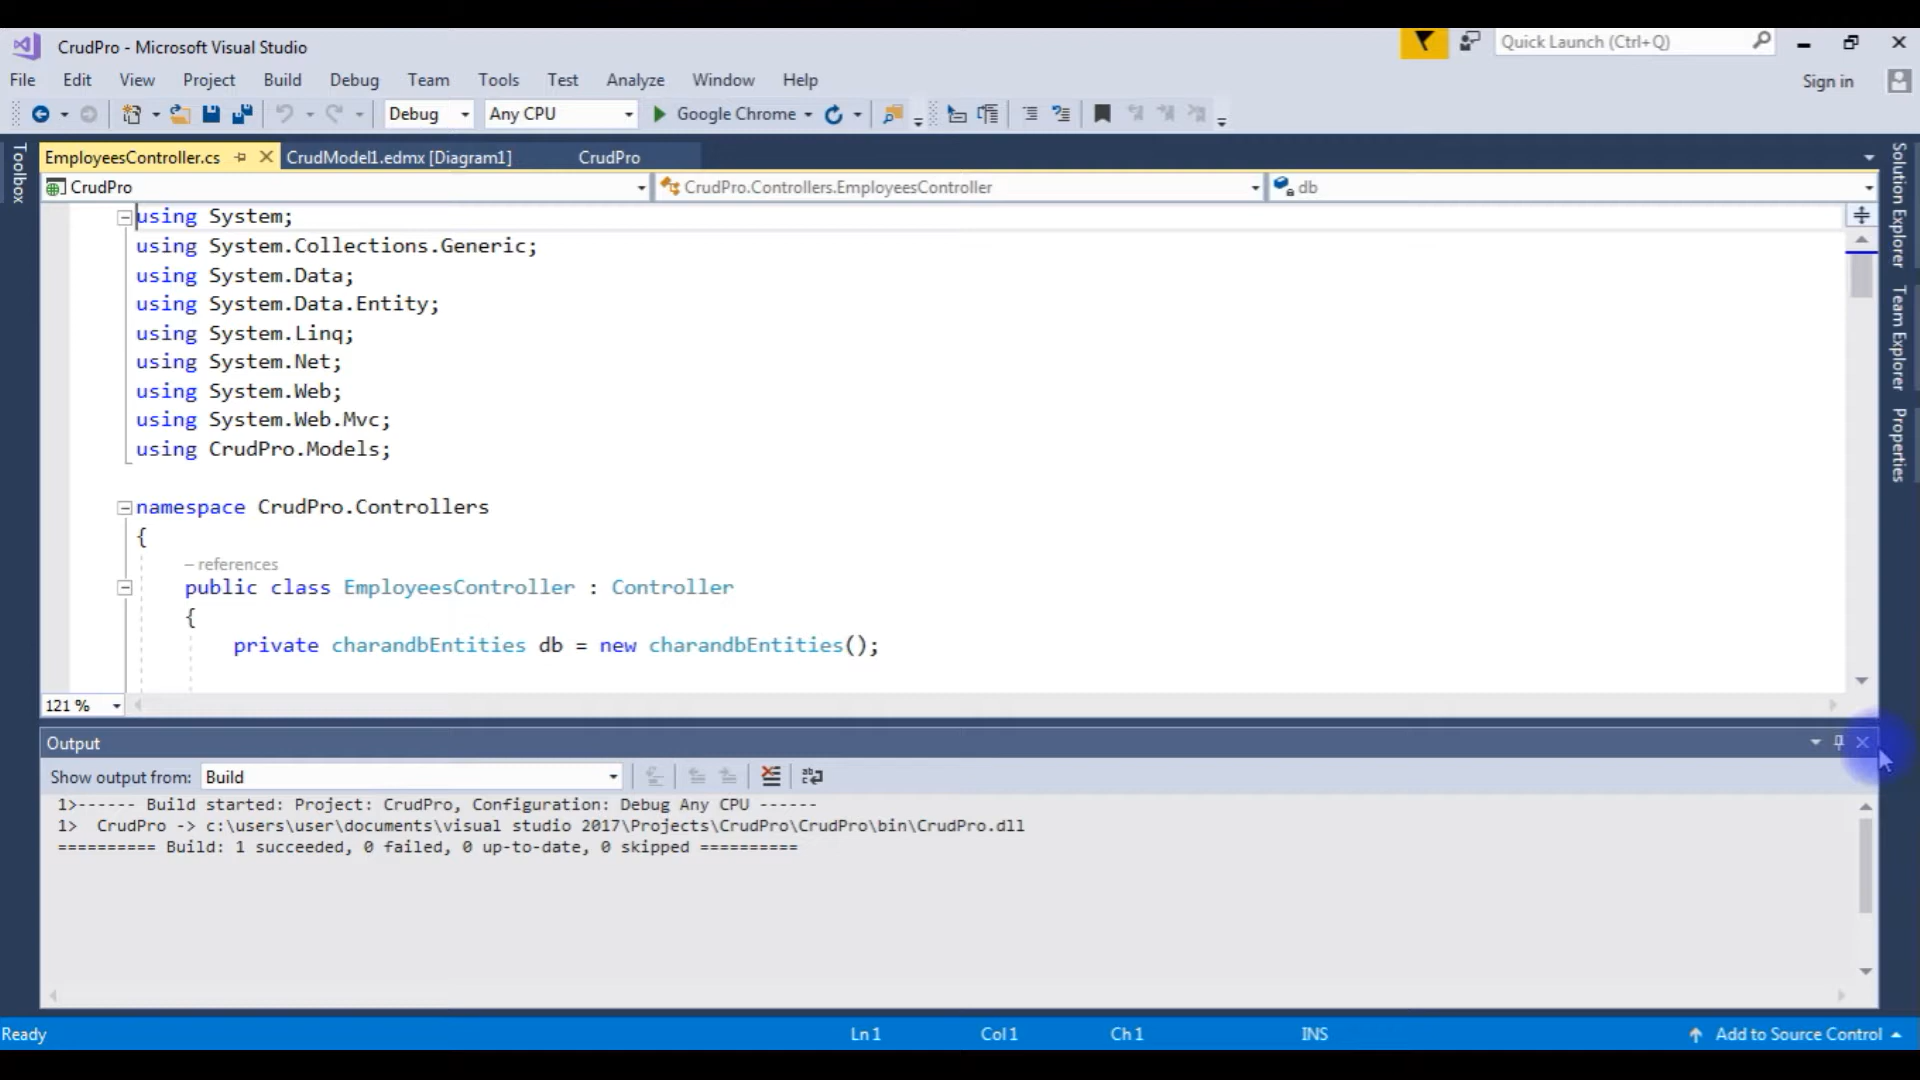 CrudPro - Microsoft Visual Studio
Quick Launch (Ctrl+Q)
File Edit View Project Build Debug Team Tools Test Analyze Window Help
Sign in
Debug Any CPU Google Chrome
EmployeesController.cs CrudModel1.edmx [Diagram1] CrudPro
CrudPro CrudPro.Controllers.EmployeesController db
Toolbox
Solution Explorer
Team Explorer
Properties
using System;
using System.Collections.Generic;
using System.Data;
using System.Data.Entity;
using System.Linq;
using System.Net;
using System.Web;
using System.Web.Mvc;
using CrudPro.Models;
namespace CrudPro.Controllers
{
– references
public class EmployeesController : Controller
{
private charandbEntities db = new charandbEntities();
121 %
Output
Show output from: Build
1>------ Build started: Project: CrudPro, Configuration: Debug Any CPU ------
1>  CrudPro -> c:\users\user\documents\visual studio 2017\Projects\CrudPro\CrudPro\bin\CrudPro.dll
========== Build: 1 succeeded, 0 failed, 0 up-to-date, 0 skipped ==========
Ready Ln 1 Col 1 Ch 1 INS Add to Source Control